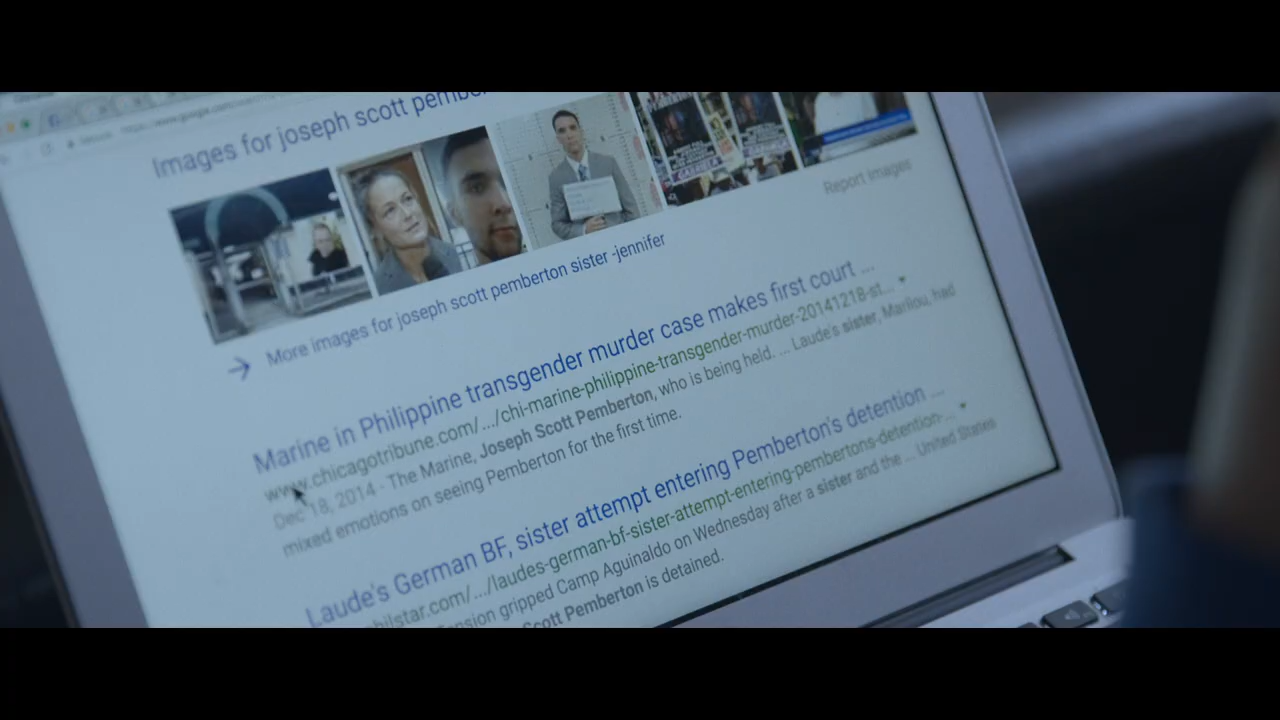 Images for joseph scott
Report images
More images for joseph scott pemberton sister -jennifer
Marine in Philippine transgender murder case makes first court ...
www.chicagotribune.com/.../chi-marine-philippine-transgender-murder-20141218-st...
Dec 18, 2014 - The Marine, Joseph Scott Pemberton, who is being held. ... Laude's sister, Marilou, had
mixed emotions on seeing Pemberton for the first time.
Laude's German BF, sister attempt entering Pemberton's detention ...
philstar.com/.../laudes-german-bf-sister-attempt-entering-pembertons-detention-...
gripped Camp Aguinaldo on Wednesday after a sister and the ... United States
Scott Pemberton is detained.